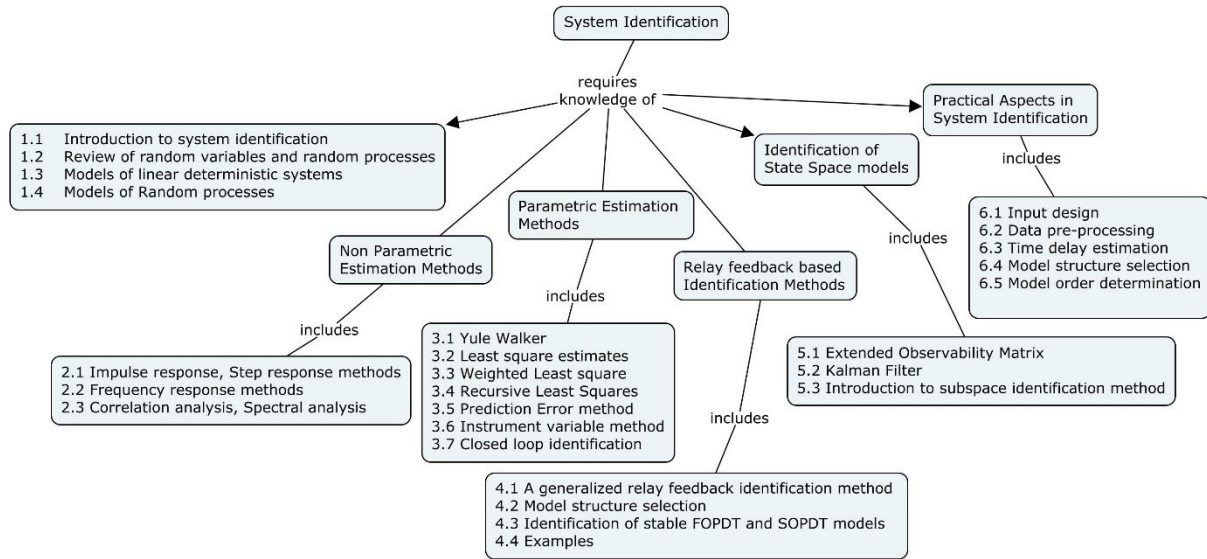 System Identification
requires
knowledge of
1.1 Introduction to system identification
1.2 Review of random variables and random processes
1.3 Models of linear deterministic systems
1.4 Models of Random processes
Non Parametric
Estimation Methods
includes
2.1 Impulse response, Step response methods
2.2 Frequency response methods
2.3 Correlation analysis, Spectral analysis
Parametric Estimation
Methods
includes
3.1 Yule Walker
3.2 Least square estimates
3.3 Weighted Least square
3.4 Recursive Least Squares
3.5 Prediction Error method
3.6 Instrument variable method
3.7 Closed loop identification
Relay feedback based
Identification Methods
includes
4.1 A generalized relay feedback identification method
4.2 Model structure selection
4.3 Identification of stable FOPDT and SOPDT models
4.4 Examples
Identification of
State Space models
includes
5.1 Extended Observability Matrix
5.2 Kalman Filter
5.3 Introduction to subspace identification method
Practical Aspects in
System Identification
includes
6.1 Input design
6.2 Data pre-processing
6.3 Time delay estimation
6.4 Model structure selection
6.5 Model order determination